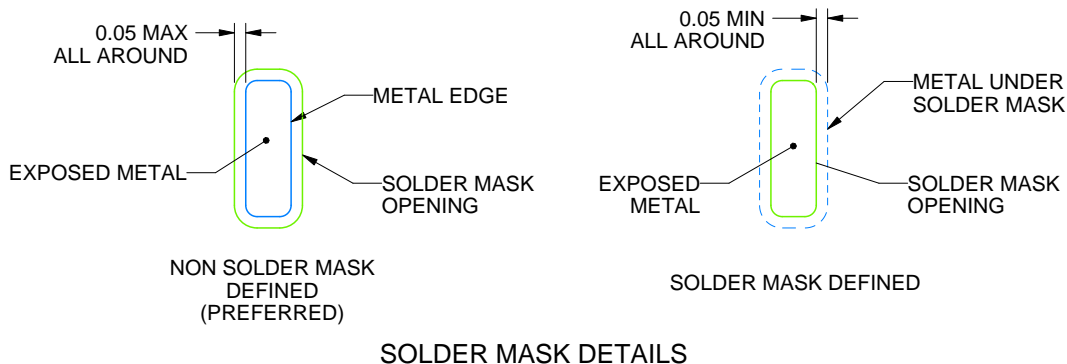 0.05 MAX
ALL AROUND
METAL EDGE
EXPOSED METAL
SOLDER MASK
OPENING
NON SOLDER MASK
DEFINED
(PREFERRED)
0.05 MIN
ALL AROUND
METAL UNDER
SOLDER MASK
EXPOSED
METAL
SOLDER MASK
OPENING
SOLDER MASK DEFINED
SOLDER MASK DETAILS